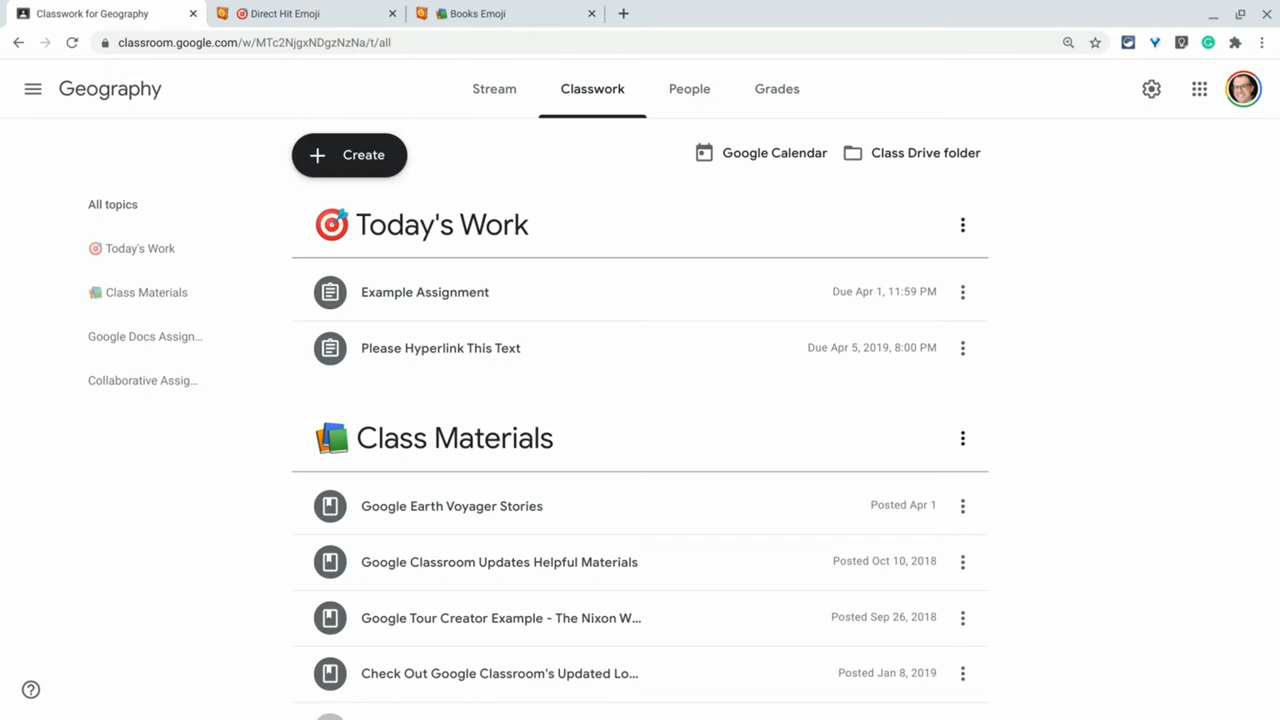 Classwork for Geography
Direct Hit Emoji
Books Emoji
classroom.google.com/w/MTc2NjgxNDgzNzNa/t/all
Geography
Stream
Classwork
People
Grades
Create
Google Calendar
Class Drive folder
All topics
🎯 Today's Work
📚 Class Materials
Google Docs Assign...
Collaborative Assig...
🎯 Today's Work
Example Assignment Due Apr 1, 11:59 PM
Please Hyperlink This Text Due Apr 5, 2019, 8:00 PM
📚 Class Materials
Google Earth Voyager Stories Posted Apr 1
Google Classroom Updates Helpful Materials Posted Oct 10, 2018
Google Tour Creator Example - The Nixon W... Posted Sep 26, 2018
Check Out Google Classroom's Updated Lo... Posted Jan 8, 2019